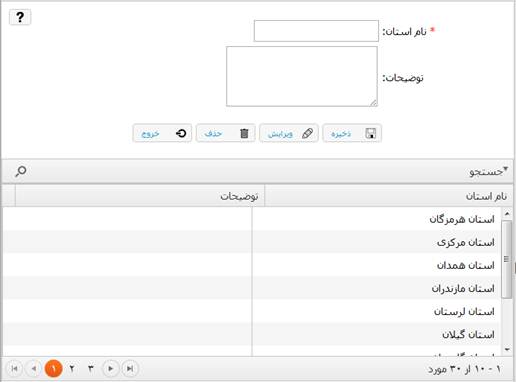 ?
* نام استان:
توضیحات:
ذخیره ویرایش حذف خروج
جستجو
نام استان توضیحات
استان هرمزگان
استان مرکزی
استان همدان
استان مازندران
استان لرستان
استان گیلان
۱ - ۱۰ از ۳۰ مورد ۳ ۲ ۱